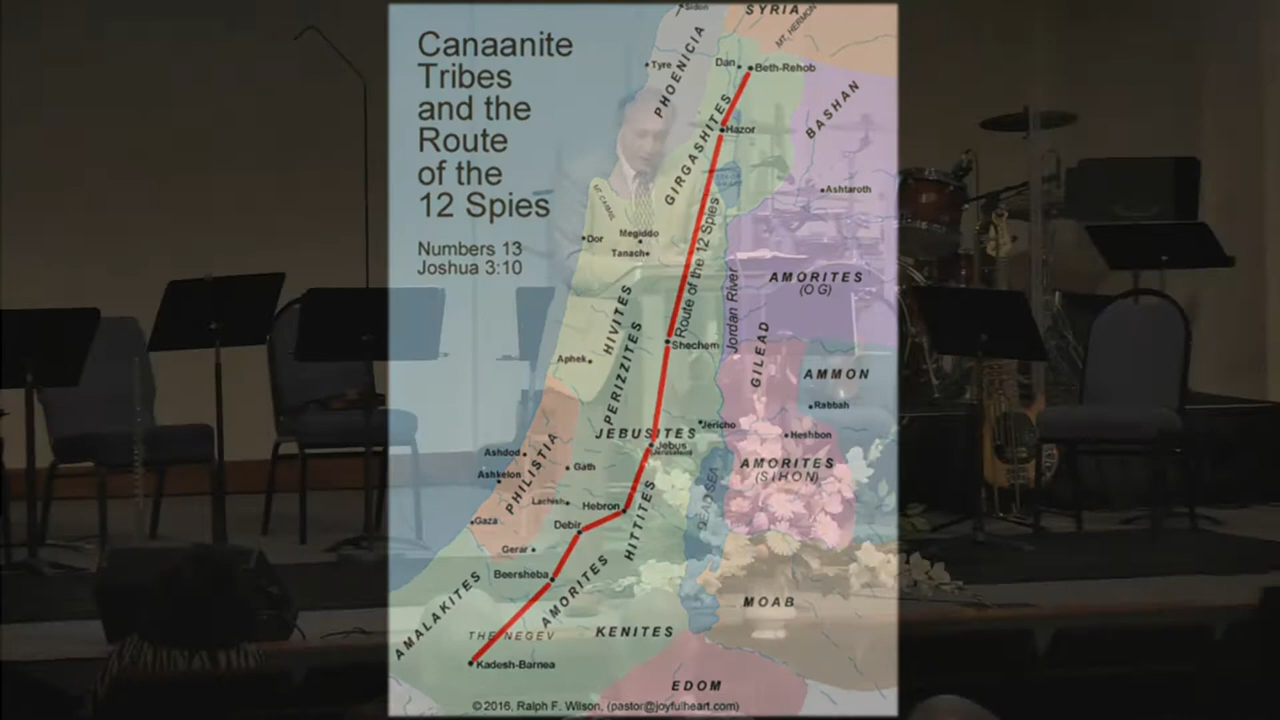 Canaanite
Tribes
and the
Route
of the
12 Spies
Numbers 13
Joshua 3:10
Sidon
SYRIA
MT. HERMON
PHOENICIA
Tyre
Dan
Beth-Rehob
BASHAN
GIRGASHITES
Hazor
Ashtaroth
MT. CARMEL
Dor
Megiddo
Tanach
Route of the 12 Spies
Jordan River
AMORITES
(OG)
HIVITES
PERIZZITES
Shechem
Aphek
GILEAD
AMMON
Rabbah
JEBUSITES
Jericho
Jebus
Jerusalem
Heshbon
AMORITES
(SIHON)
Ashdod
Ashkelon
PHILISTIA
Gath
Lachish
Hebron
HITTITES
DEAD SEA
Gaza
Debir
Gerar
Beersheba
AMORITES
AMALAKITES
MOAB
THE NEGEV
KENITES
Kadesh-Barnea
EDOM
©2016, Ralph F. Wilson, (pastor@joyfulheart.com)